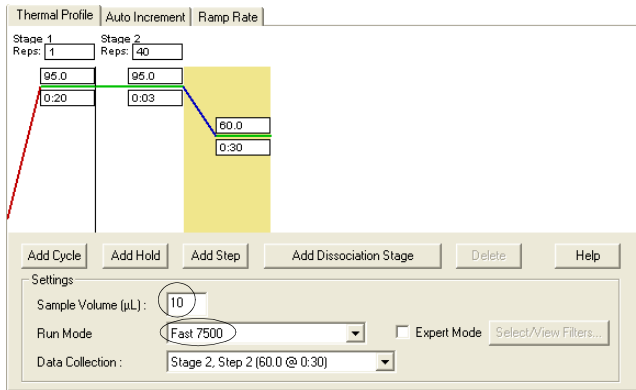 Thermal Profile Auto Increment Ramp Rate
Stage 1 Stage 2
Reps: 1 Reps: 40
95.0 95.0
0:20 0:03
60.0
0:30
Add Cycle Add Hold Add Step Add Dissociation Stage Delete Help
Settings
Sample Volume (µL) : 10
Run Mode Fast 7500 Expert Mode Select/View Filters...
Data Collection : Stage 2, Step 2 (60.0 @ 0:30)